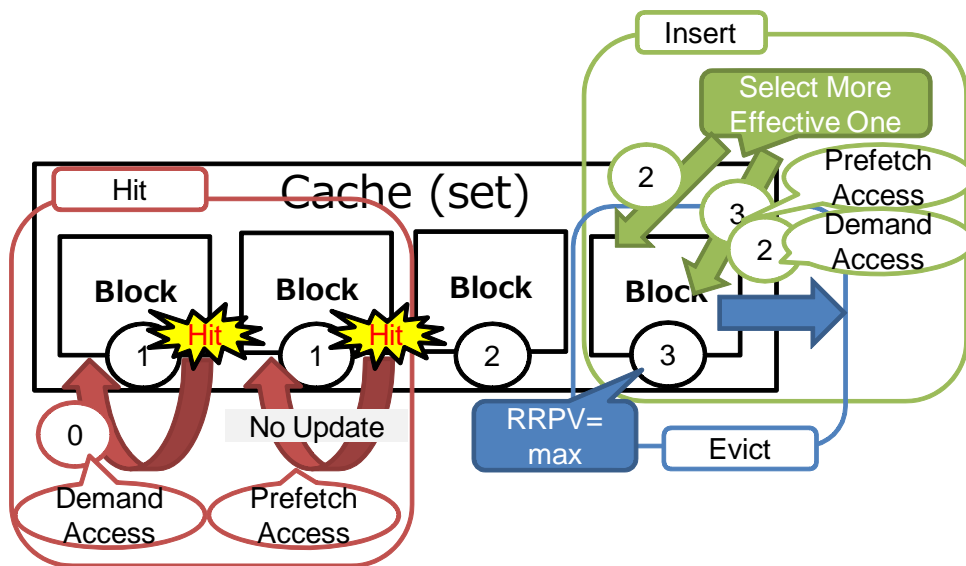 Insert
Select More
Effective One
2
Prefetch
Access
3
Demand
Access
2
Hit
Cache (set)
Block
Block
Block
Block
Hit
Hit
1
1
2
3
0
No Update
RRPV=
max
Evict
Demand
Access
Prefetch
Access